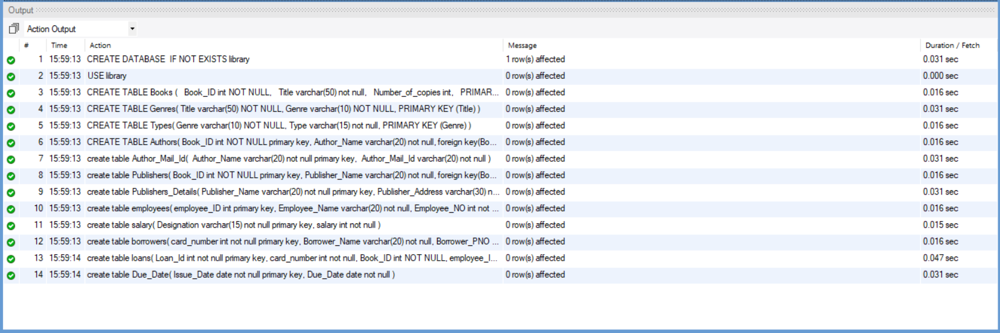 Output
Action Output
# Time Action Message Duration / Fetch
1 15:59:13 CREATE DATABASE  IF NOT EXISTS library 1 row(s) affected 0.031 sec
2 15:59:13 USE library 0 row(s) affected 0.000 sec
3 15:59:13 CREATE TABLE Books (   Book_ID int NOT NULL,   Title varchar(50) not null,   Number_of_copies int,   PRIMAR... 0 row(s) affected 0.016 sec
4 15:59:13 CREATE TABLE Genres( Title varchar(50) NOT NULL, Genre varchar(10) NOT NULL, PRIMARY KEY (Title) ) 0 row(s) affected 0.031 sec
5 15:59:13 CREATE TABLE Types( Genre varchar(10) NOT NULL, Type varchar(15) not null, PRIMARY KEY (Genre) ) 0 row(s) affected 0.016 sec
6 15:59:13 CREATE TABLE Authors( Book_ID int NOT NULL primary key, Author_Name varchar(20) not null, foreign key(Bo... 0 row(s) affected 0.016 sec
7 15:59:13 create table Author_Mail_Id(  Author_Name varchar(20) not null primary key,  Author_Mail_Id varchar(20) not null ) 0 row(s) affected 0.031 sec
8 15:59:13 create table Publishers( Book_ID int NOT NULL primary key, Publisher_Name varchar(20) not null, foreign key(Bo... 0 row(s) affected 0.016 sec
9 15:59:13 create table Publishers_Details( Publisher_Name varchar(20) not null primary key, Publisher_Address varchar(30) n... 0 row(s) affected 0.031 sec
10 15:59:13 create table employees( employee_ID int primary key, Employee_Name varchar(20) not null, Employee_NO int not ... 0 row(s) affected 0.016 sec
11 15:59:13 create table salary( Designation varchar(15) not null primary key, salary int not null ) 0 row(s) affected 0.015 sec
12 15:59:13 create table borrowers( card_number int not null primary key, Borrower_Name varchar(20) not null, Borrower_PNO ... 0 row(s) affected 0.016 sec
13 15:59:14 create table loans( Loan_Id int not null primary key, card_number int not null, Book_ID int NOT NULL, employee_I... 0 row(s) affected 0.047 sec
14 15:59:14 create table Due_Date( Issue_Date date not null primary key, Due_Date date not null ) 0 row(s) affected 0.031 sec